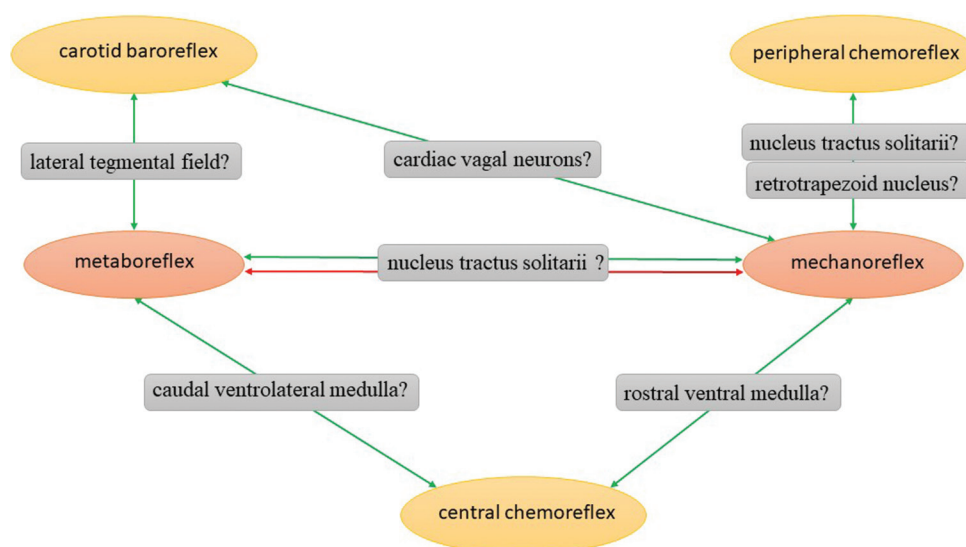 carotid baroreflex
peripheral chemoreflex
lateral tegmental field?
cardiac vagal neurons?
nucleus tractus solitarii?
retrotrapezoid nucleus?
metaboreflex
nucleus tractus solitarii ?
mechanoreflex
caudal ventrolateral medulla?
rostral ventral medulla?
central chemoreflex